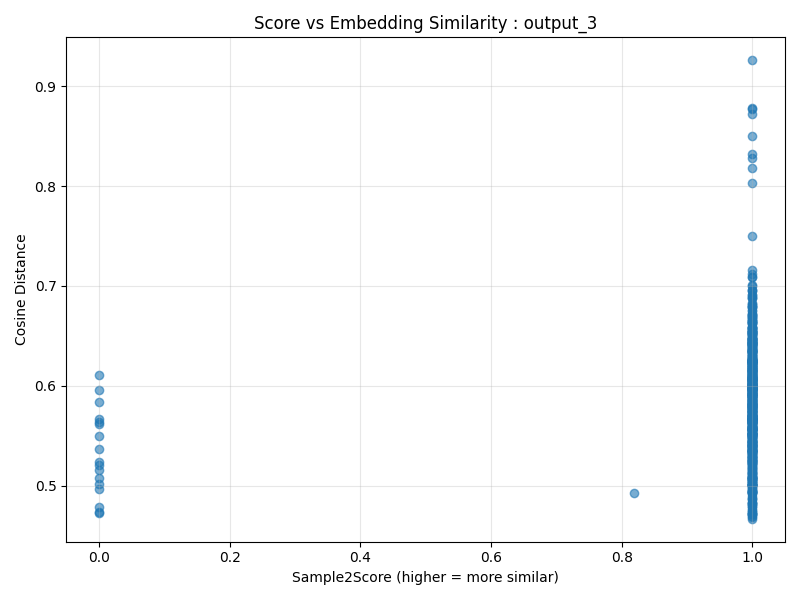 Score vs Embedding Similarity : output_3
0.9
0.8
0.7
0.6
0.5
Cosine Distance
0.0 0.2 0.4 0.6 0.8 1.0
Sample2Score (higher = more similar)